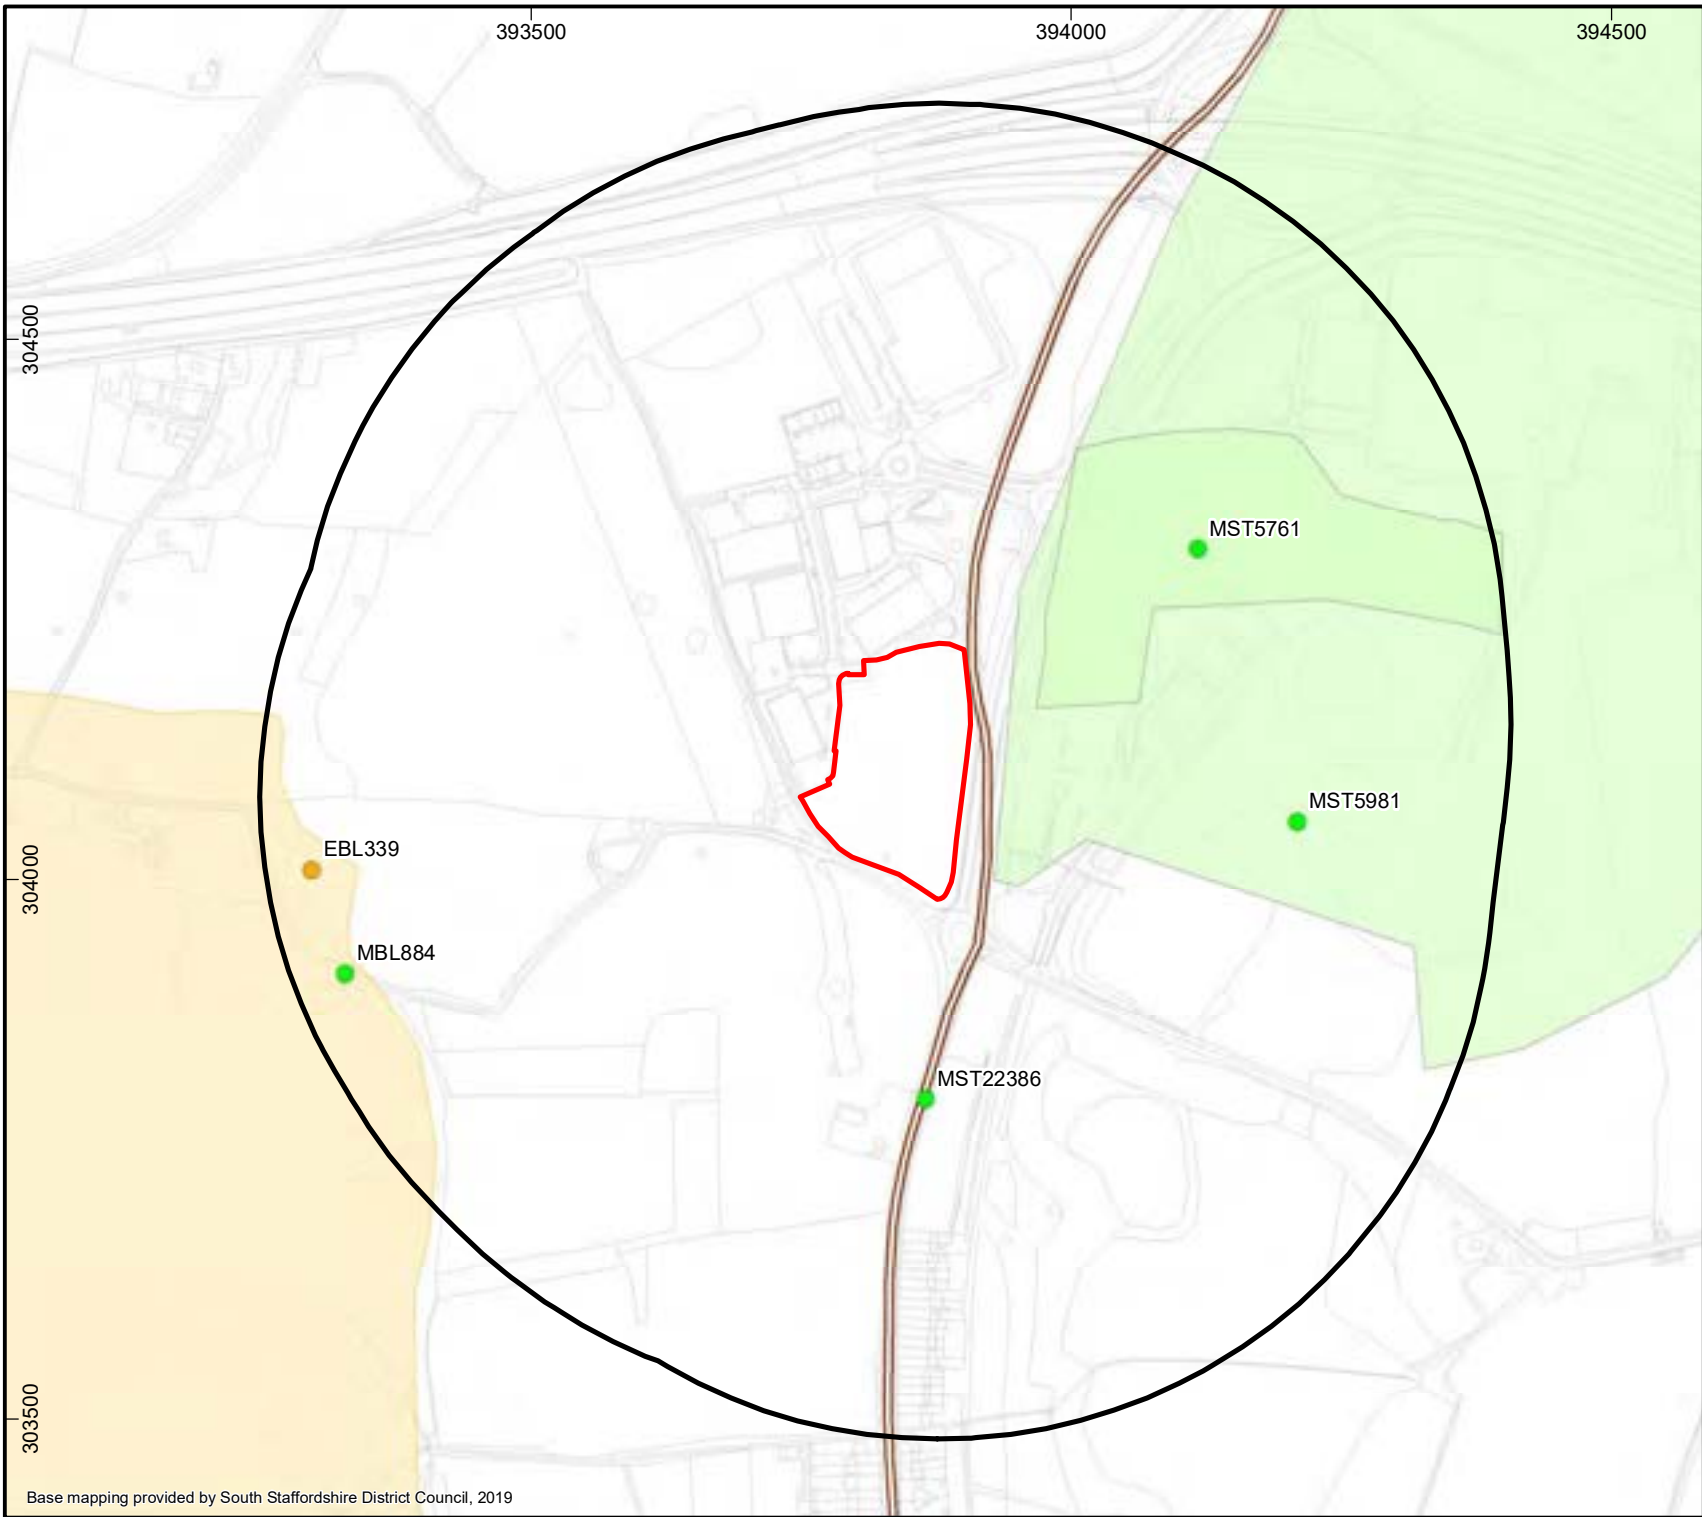 393500
394000
394500
304500
MST5761
MST5981
EBL339
304000
MBL884
MST22386
303500
Base mapping provided by South Staffordshire District Council, 2019